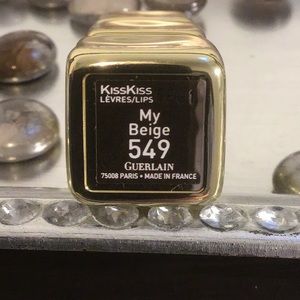 KissKiss
LÈVRES/LIPS
My
Beige
549
GUERLAIN
75008 PARIS • MADE IN FRANCE